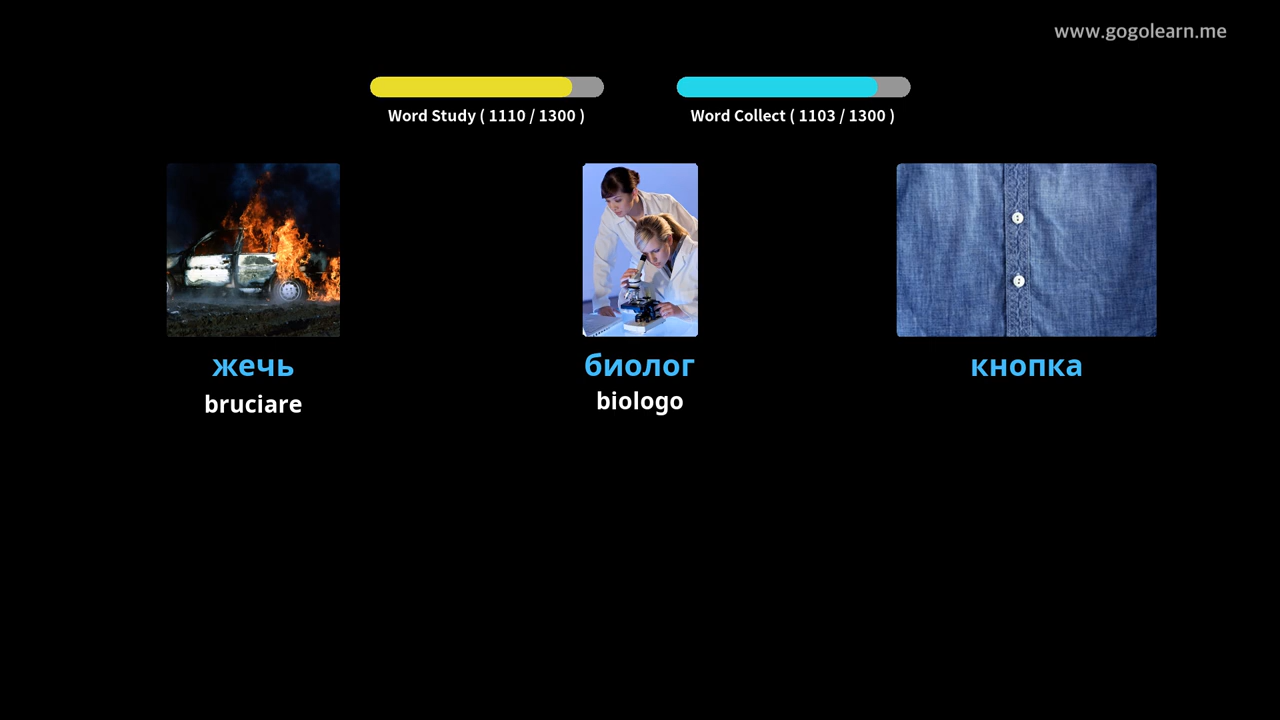 www.gogolearn.me
Word Study ( 1110 / 1300 )
Word Collect ( 1103 / 1300 )
жечь
bruciare
биолог
biologo
кнопка